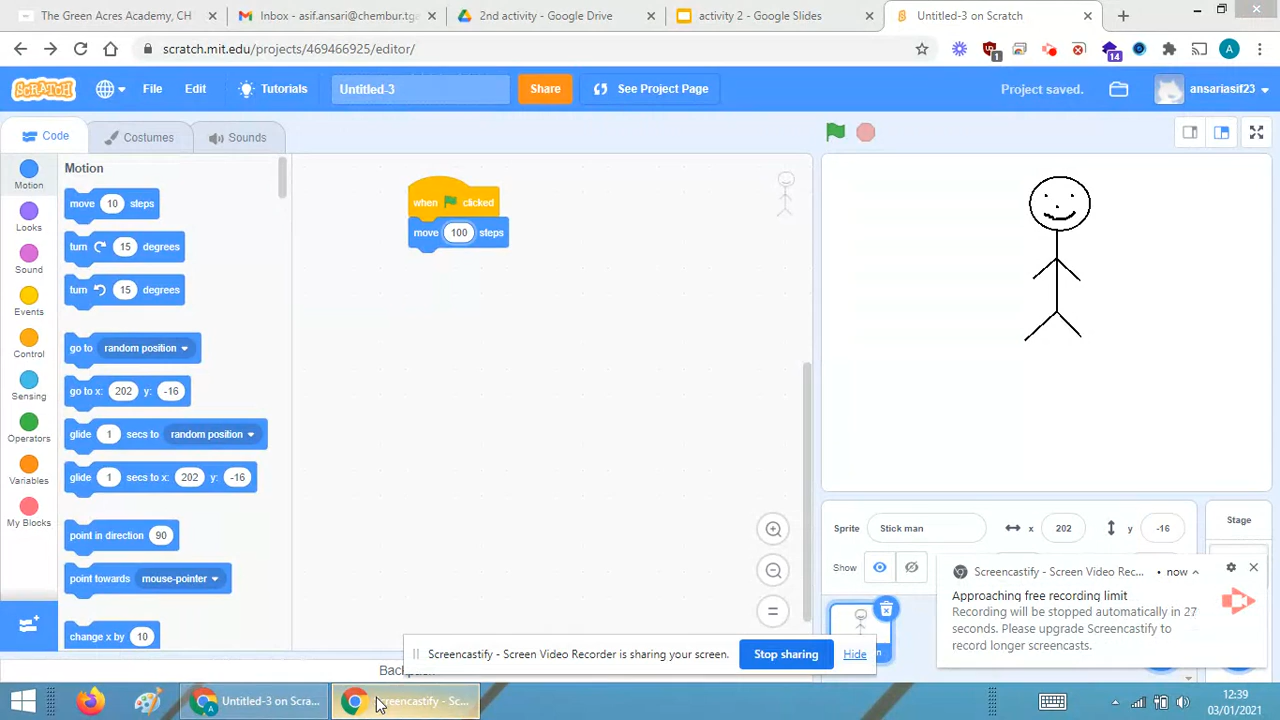 The Green Acres Academy, CH
Inbox - asif.ansari@chembur.tg
2nd activity - Google Drive
activity 2 - Google Slides
Untitled-3 on Scratch
scratch.mit.edu/projects/469466925/editor/
1
14
A
SCRATCH
File
Edit
Tutorials
Untitled-3
Share
See Project Page
Project saved.
ansariasif23
Code
Costumes
Sounds
Motion
Looks
Sound
Events
Control
Sensing
Operators
Variables
My Blocks
Motion
move 10 steps
turn 15 degrees
turn 15 degrees
go to random position
go to x: 202 y: -16
glide 1 secs to random position
glide 1 secs to x: 202 y: -16
point in direction 90
point towards mouse-pointer
change x by 10
when clicked
move 100 steps
Sprite Stick man x 202 y -16
Show
Stage
Screencastify - Screen Video Rec... • now
Approaching free recording limit
Recording will be stopped automatically in 27
seconds. Please upgrade Screencastify to
record longer screencasts.
Screencastify - Screen Video Recorder is sharing your screen.
Stop sharing
Hide
Untitled-3 on Scra...
12:39
03/01/2021